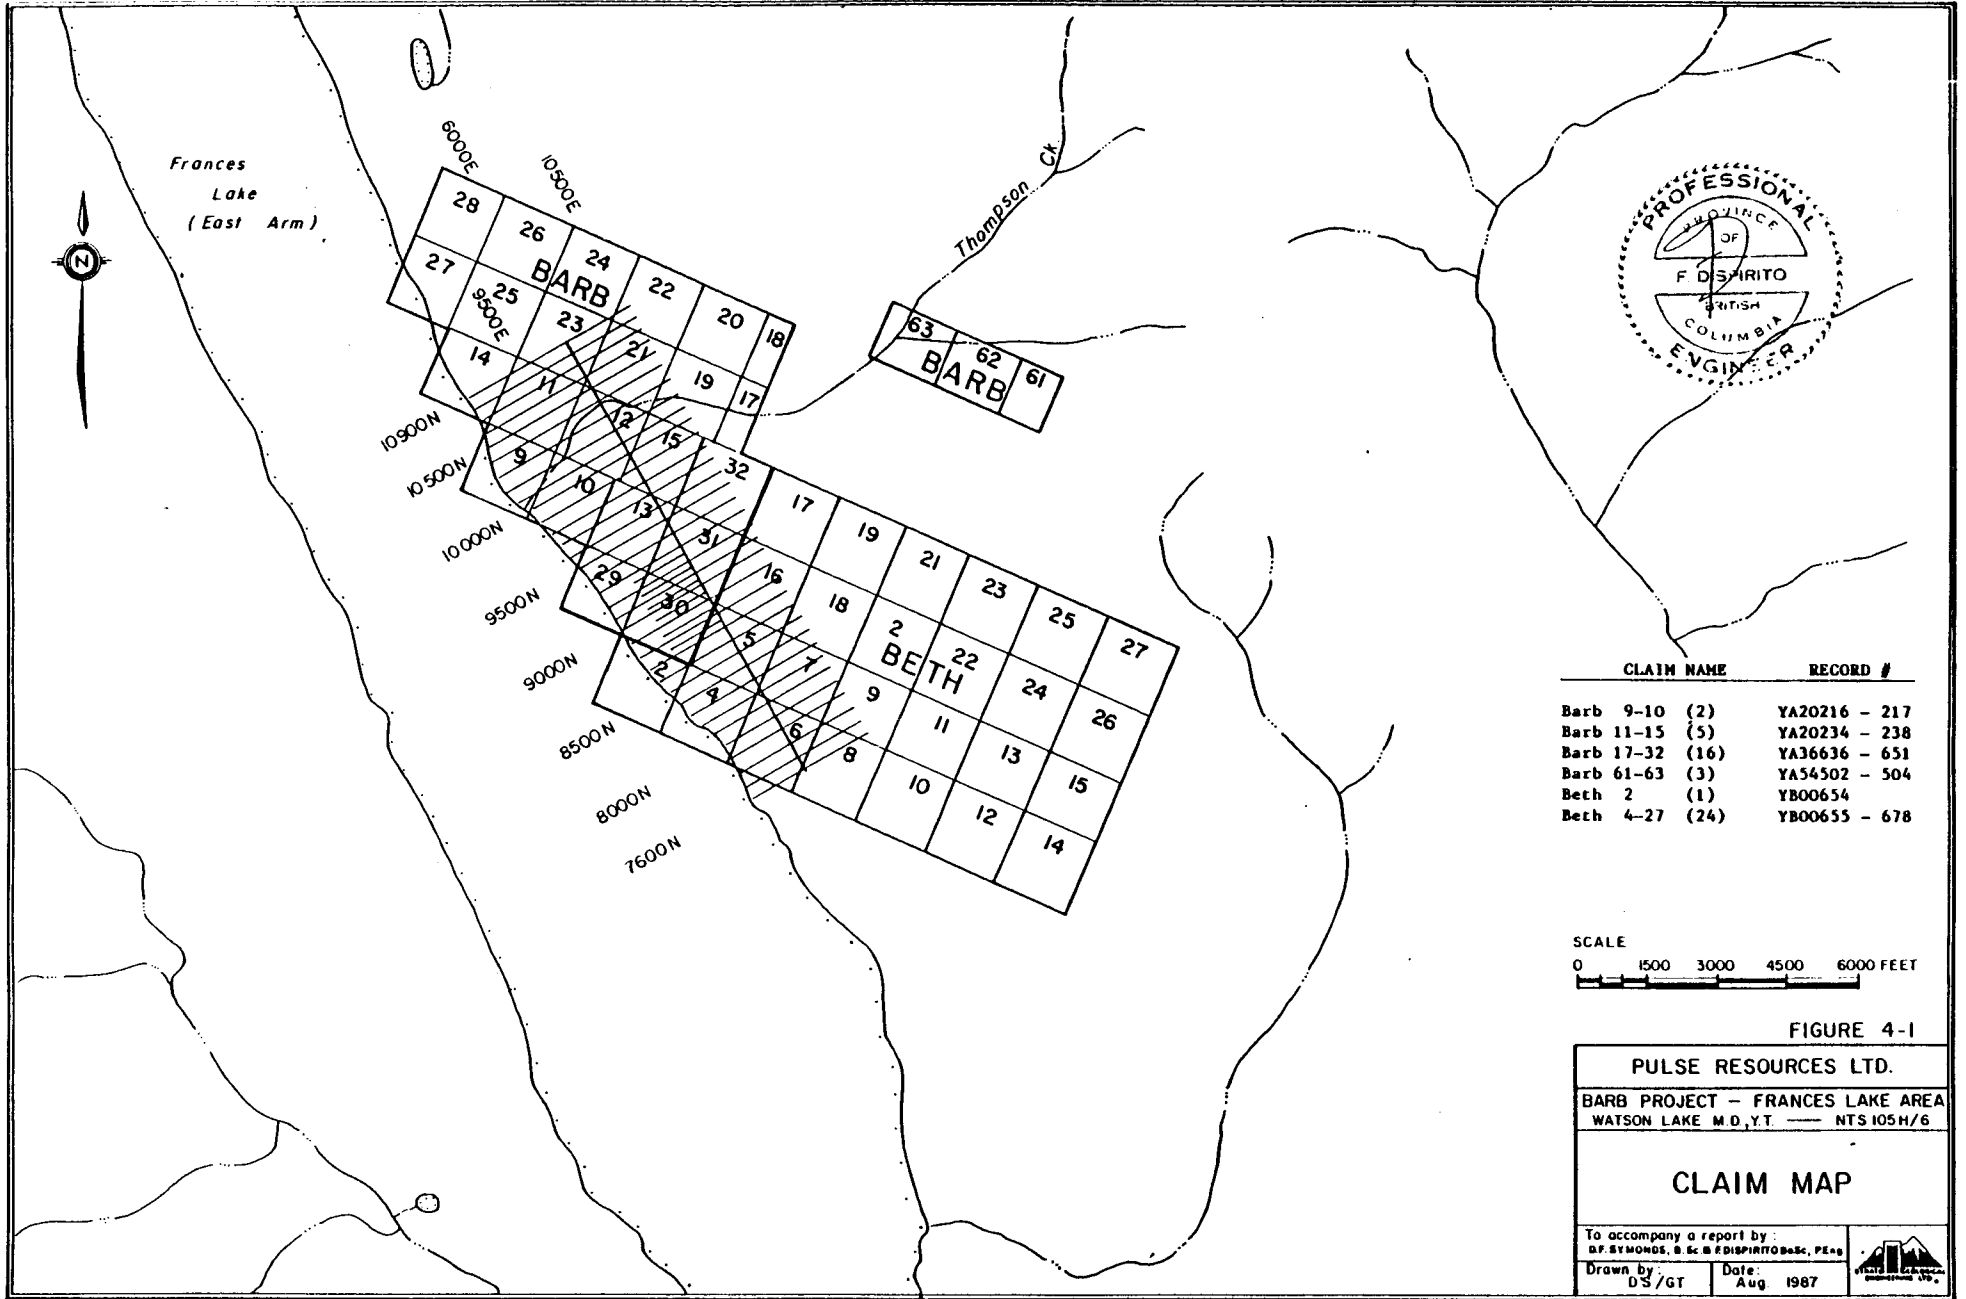 Frances
Lake
(East Arm)
N
6000E
10500E
9500E
Thompson Ck
28
26
24
22
20
18
27
25
23
21
19
17
BARB
14
11
12
15
32
9
10
13
31
29
30
63
62
61
BARB
17
19
21
23
25
27
16
18
2
22
24
26
BETH
5
7
9
11
13
15
2
4
6
8
10
12
14
10900N
10500N
10000N
9500N
9000N
8500N
8000N
7600N
PROFESSIONAL
PROVINCE
OF
F. DISPIRITO
BRITISH
COLUMBIA
ENGINEER
CLAIM NAME RECORD #
Barb 9-10 (2) YA20216 - 217
Barb 11-15 (5) YA20234 - 238
Barb 17-32 (16) YA36636 - 651
Barb 61-63 (3) YA54502 - 504
Beth 2 (1) YB00654
Beth 4-27 (24) YB00655 - 678
SCALE
0 1500 3000 4500 6000 FEET
FIGURE 4-1
PULSE RESOURCES LTD.
BARB PROJECT - FRANCES LAKE AREA
WATSON LAKE M.D., Y.T. — NTS 105H/6
CLAIM MAP
To accompany a report by :
D.F. SYMONDS, B.Sc. & F. DISPIRITO BaSc, PEng
Drawn by : Date:
DS/GT Aug. 1987